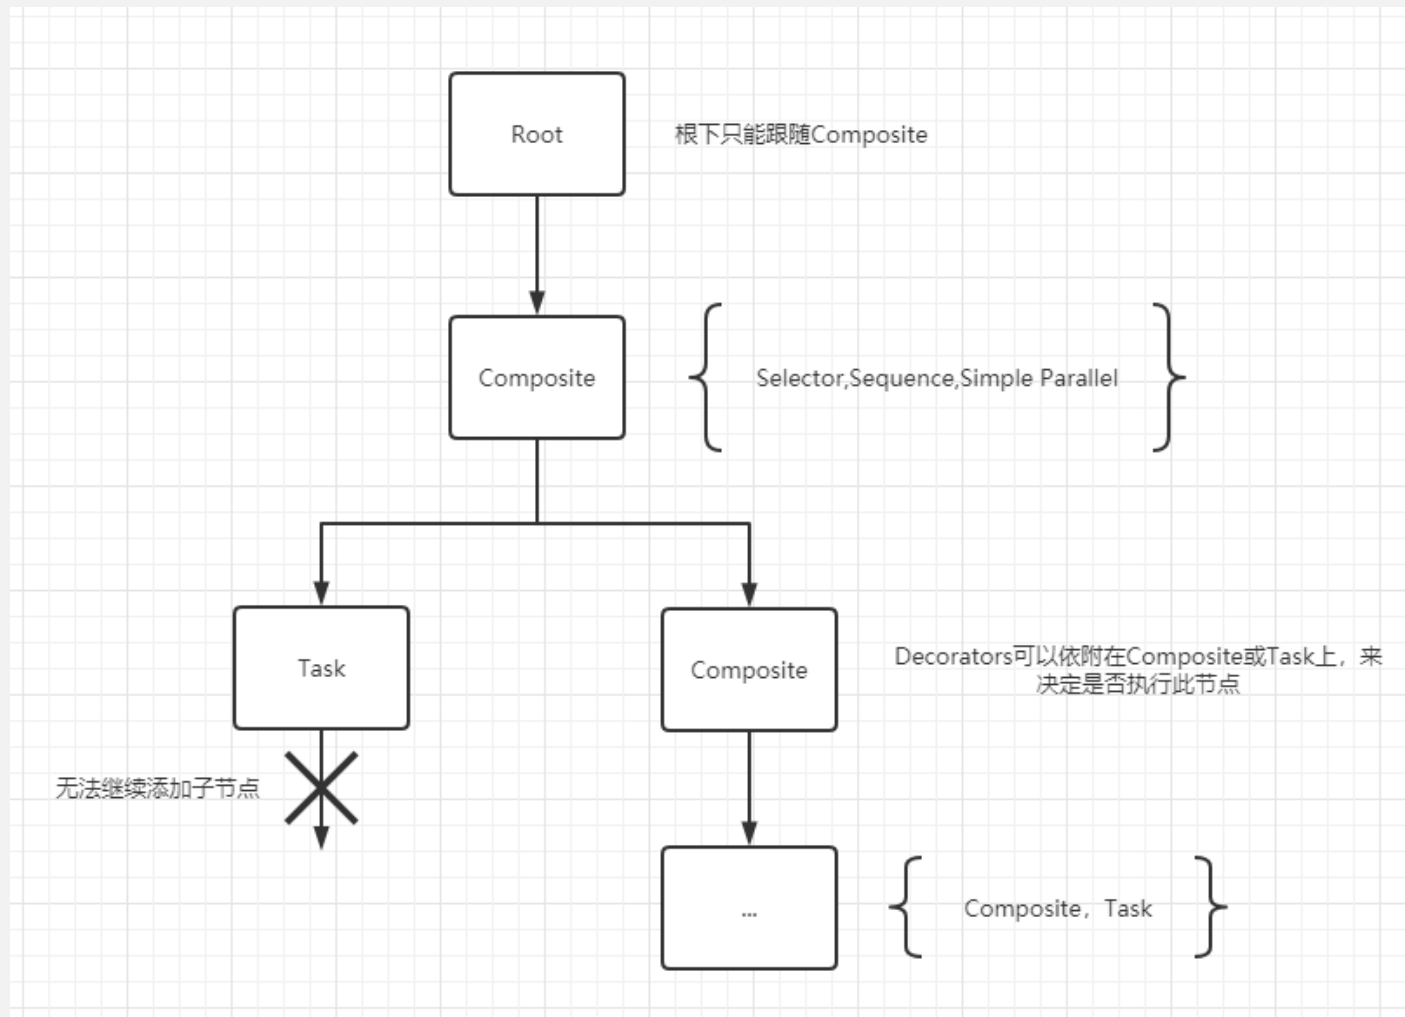 Root
根下只能跟随Composite
Composite
Selector,Sequence,Simple Parallel
Task
Composite
Decorators可以依附在Composite或Task上，来
决定是否执行此节点
无法继续添加子节点
...
Composite，Task